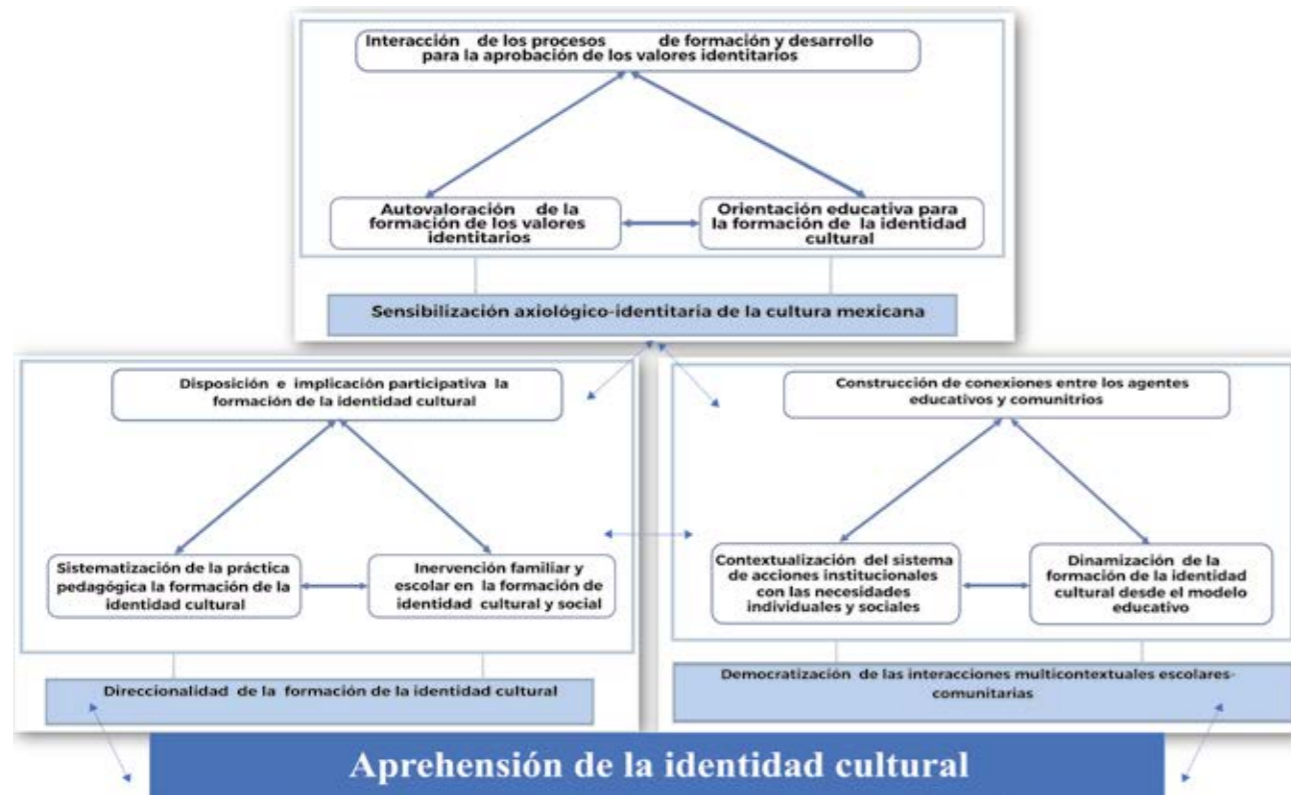 Interacción de los procesos de formación y desarrollo
para la aprobación de los valores identitarios
Autovaloración de la
formación de los valores
identitarios
Orientación educativa para
la formación de la identidad
cultural
Sensibilización axiológico-identitaria de la cultura mexicana
Disposición e implicación participativa la
formación de la identidad cultural
Sistematización de la práctica
pedagógica la formación de la
identidad cultural
Inervención familiar y
escolar en la formación de
identidad cultural y social
Direccionalidad de la formación de la identidad cultural
Construcción de conexiones entre los agentes
educativos y comunitrios
Contextualización del sistema
de acciones institucionales
con las necesidades
individuales y sociales
Dinamización de la
formación de la identidad
cultural desde el modelo
educativo
Democratización de las interacciones multicontextuales escolares-
comunitarias
Aprehensión de la identidad cultural